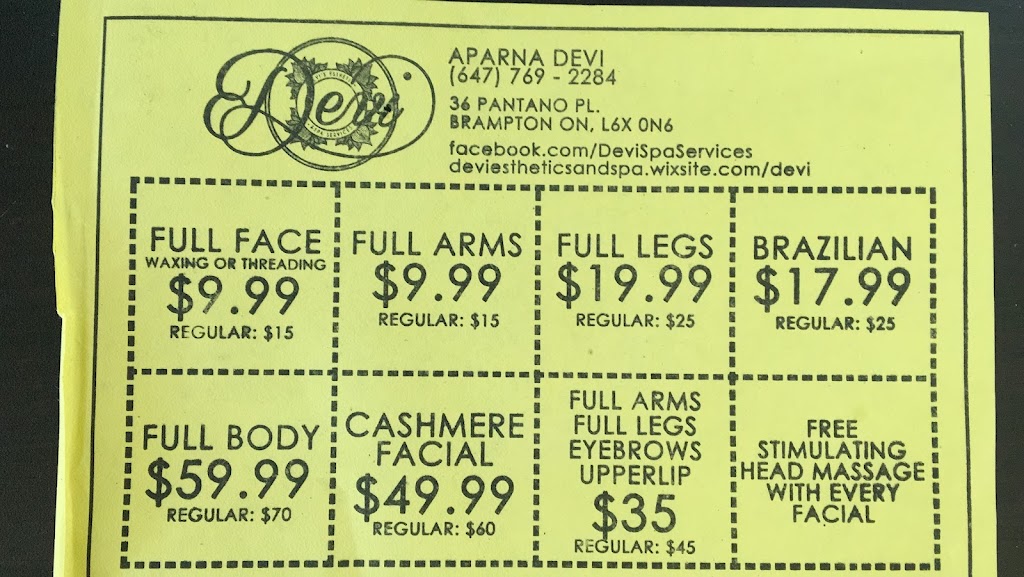 Devi
APARNA DEVI
(647) 769 - 2284
36 PANTANO PL.
BRAMPTON ON, L6X 0N6
facebook.com/DeviSpaServices
deviestheticsandspa.wixsite.com/devi
FULL FACE
WAXING OR THREADING
$9.99
REGULAR: $15
FULL ARMS
$9.99
REGULAR: $15
FULL LEGS
$19.99
REGULAR: $25
BRAZILIAN
$17.99
REGULAR: $25
FULL BODY
$59.99
REGULAR: $70
CASHMERE
FACIAL
$49.99
REGULAR: $60
FULL ARMS
FULL LEGS
EYEBROWS
UPPERLIP
$35
REGULAR: $45
FREE
STIMULATING
HEAD MASSAGE
WITH EVERY
FACIAL